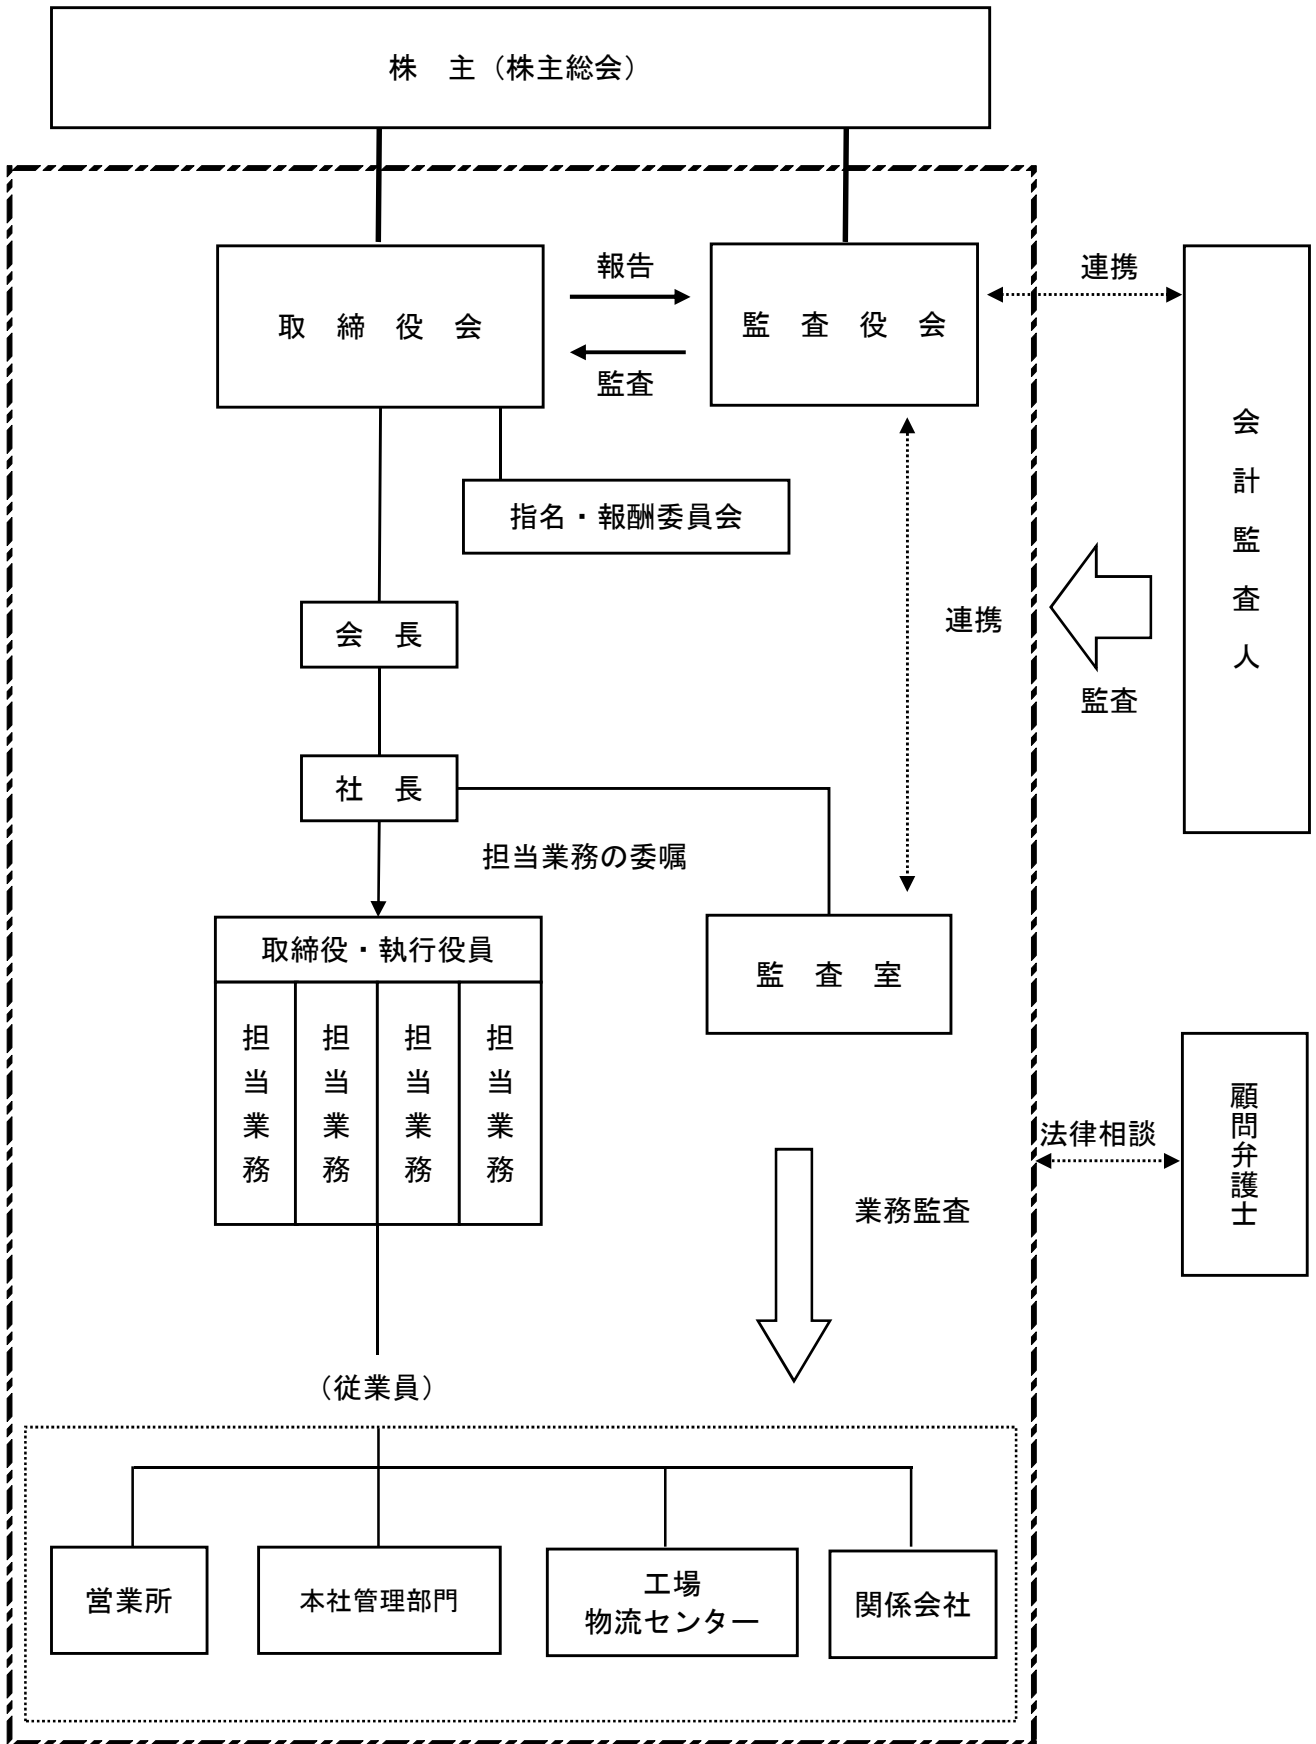 株　主（株主総会）
報告
連携
取　締　役　会
監　査　役　会
監査
会計監査人
指名・報酬委員会
連携
会　長
監査
社　長
担当業務の委嘱
取締役・執行役員
監　査　室
担当業務
担当業務
担当業務
担当業務
法律相談
顧問弁護士
業務監査
（従業員）
営業所
本社管理部門
工場
物流センター
関係会社